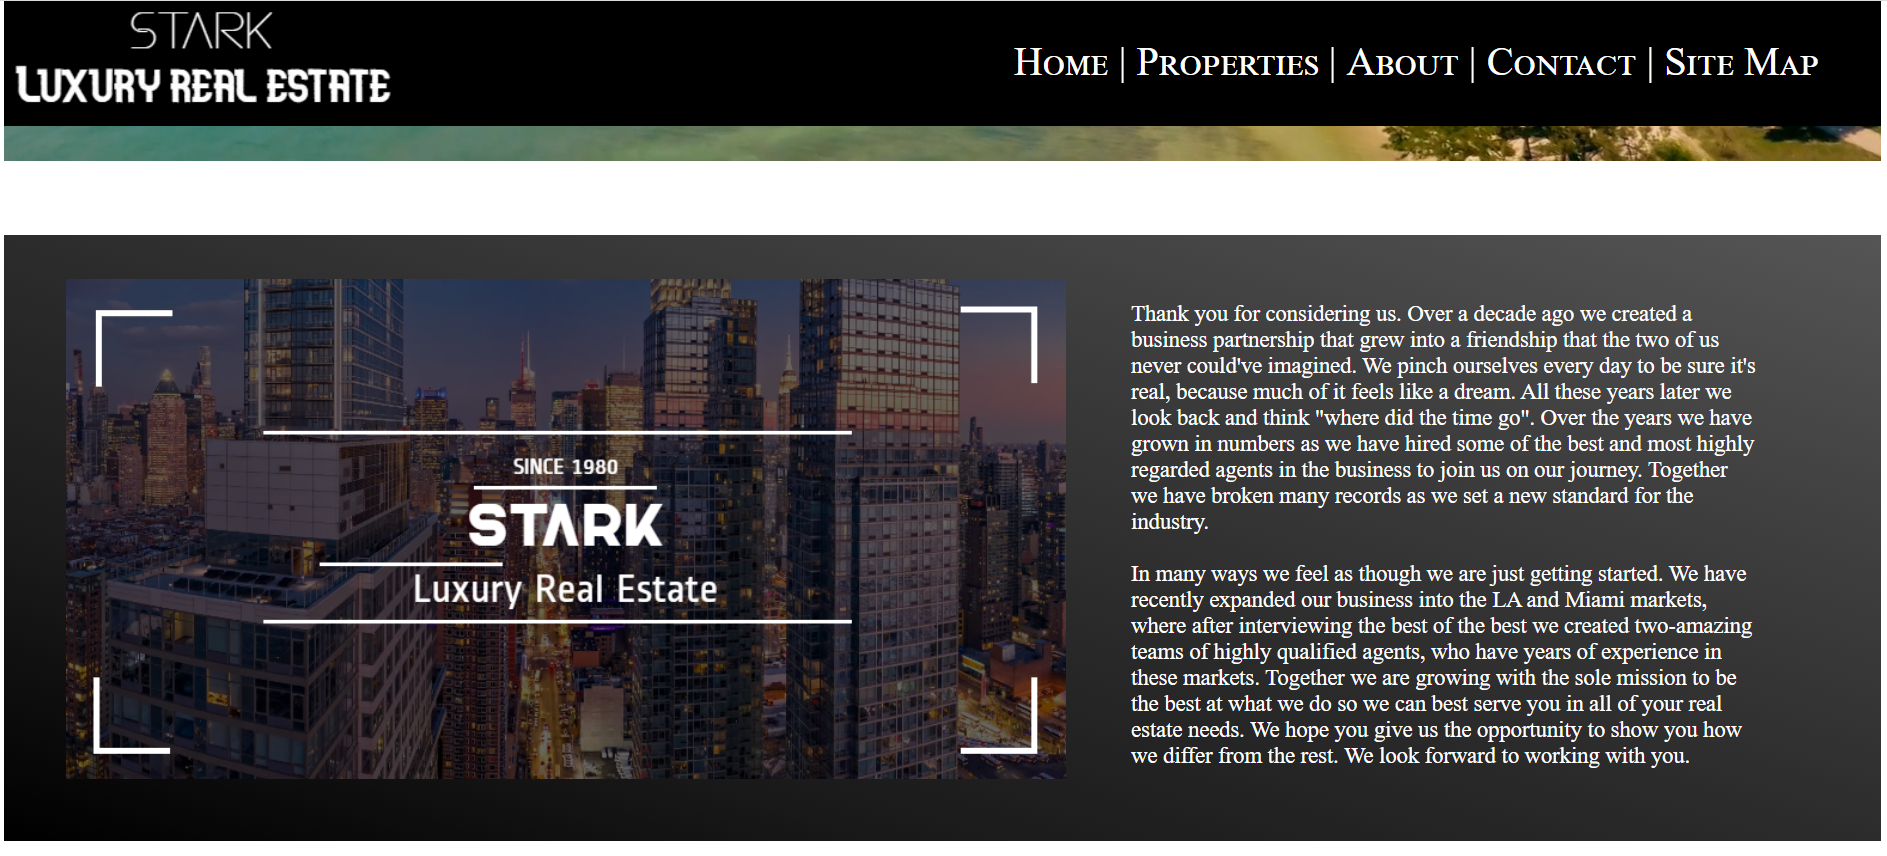 STARK
LUXURY REAL ESTATE
Home | Properties | About | Contact | Site Map
SINCE 1980
STARK
Luxury Real Estate
Thank you for considering us. Over a decade ago we created a
business partnership that grew into a friendship that the two of us
never could've imagined. We pinch ourselves every day to be sure it's
real, because much of it feels like a dream. All these years later we
look back and think "where did the time go". Over the years we have
grown in numbers as we have hired some of the best and most highly
regarded agents in the business to join us on our journey. Together
we have broken many records as we set a new standard for the
industry.
In many ways we feel as though we are just getting started. We have
recently expanded our business into the LA and Miami markets,
where after interviewing the best of the best we created two-amazing
teams of highly qualified agents, who have years of experience in
these markets. Together we are growing with the sole mission to be
the best at what we do so we can best serve you in all of your real
estate needs. We hope you give us the opportunity to show you how
we differ from the rest. We look forward to working with you.